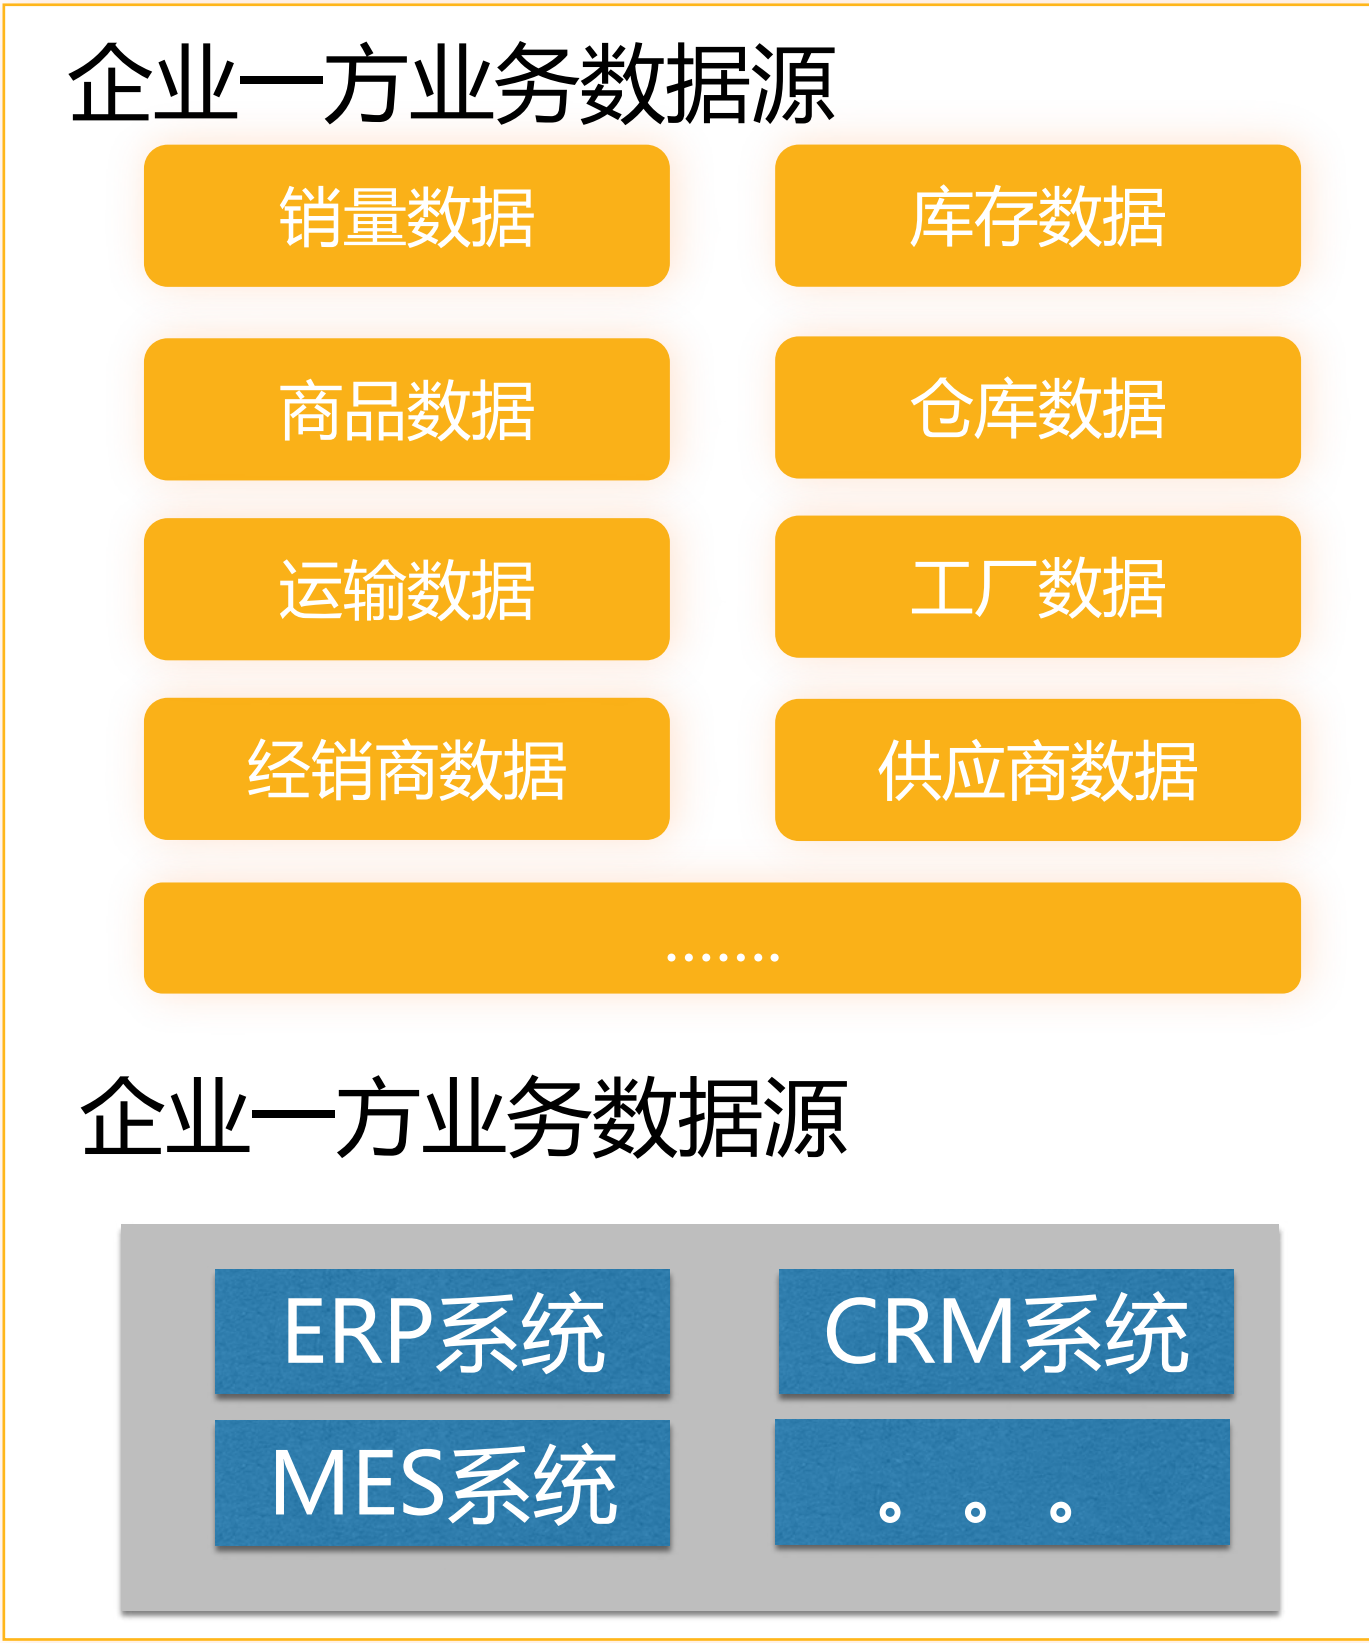 企业一方业务数据源
销量数据
库存数据
商品数据
仓库数据
运输数据
工厂数据
经销商数据
供应商数据
.......
企业一方业务数据源
ERP系统
CRM系统
MES系统
。。。